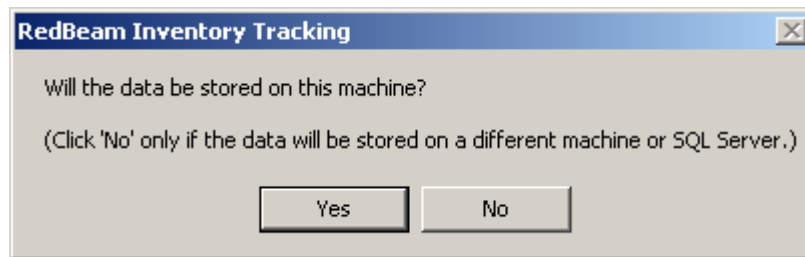 RedBeam Inventory Tracking
Will the data be stored on this machine?
(Click 'No' only if the data will be stored on a different machine or SQL Server.)
Yes No